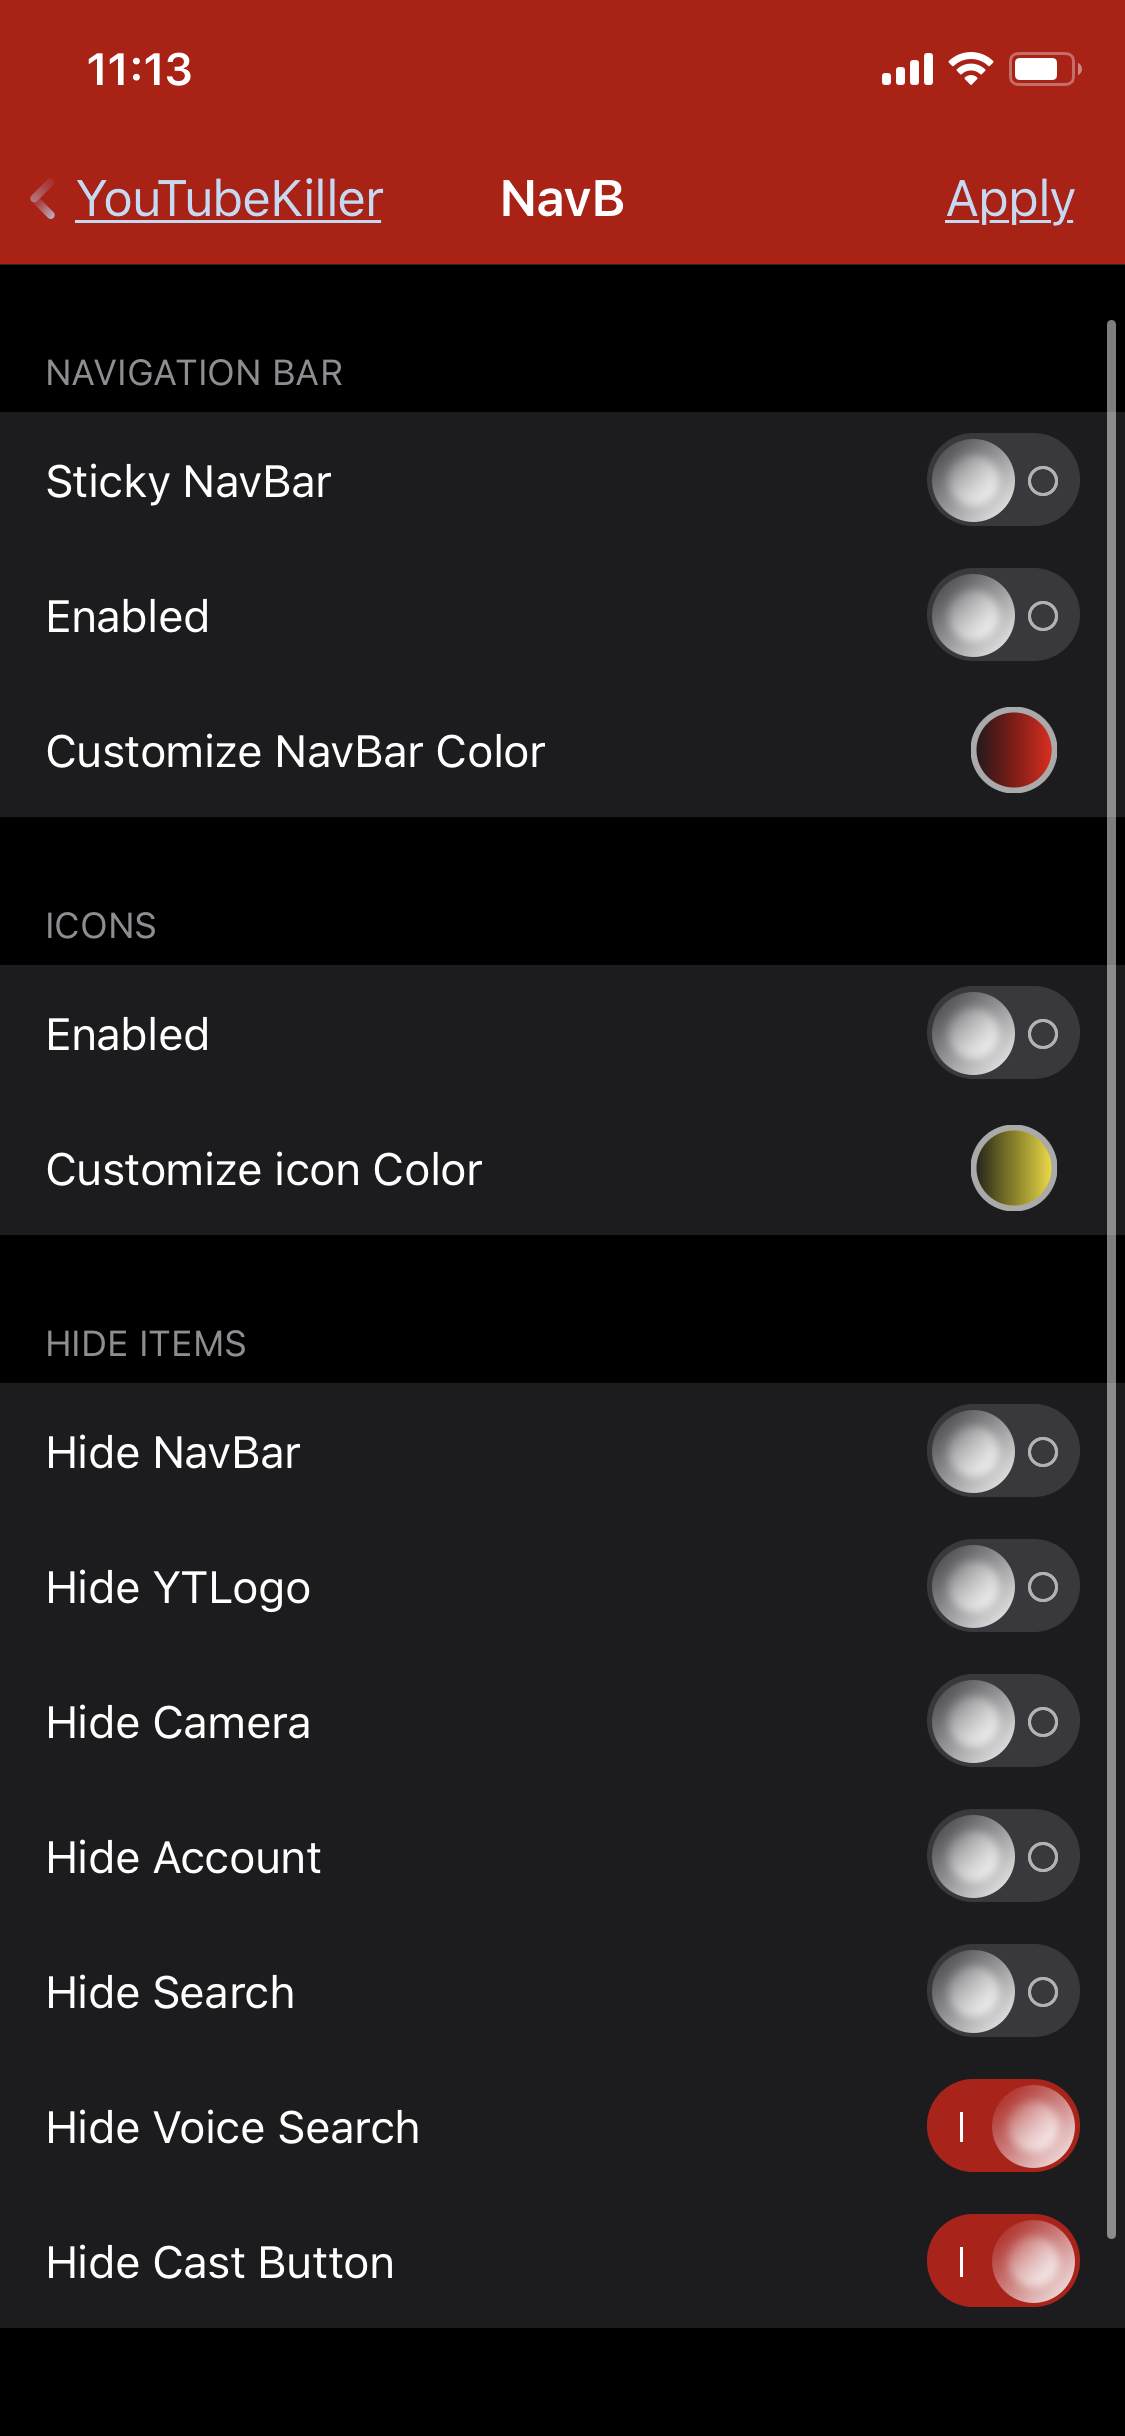 11:13
YouTubeKiller
NavB
Apply
NAVIGATION BAR
Sticky NavBar
Enabled
Customize NavBar Color
ICONS
Enabled
Customize icon Color
HIDE ITEMS
Hide NavBar
Hide YTLogo
Hide Camera
Hide Account
Hide Search
Hide Voice Search
Hide Cast Button